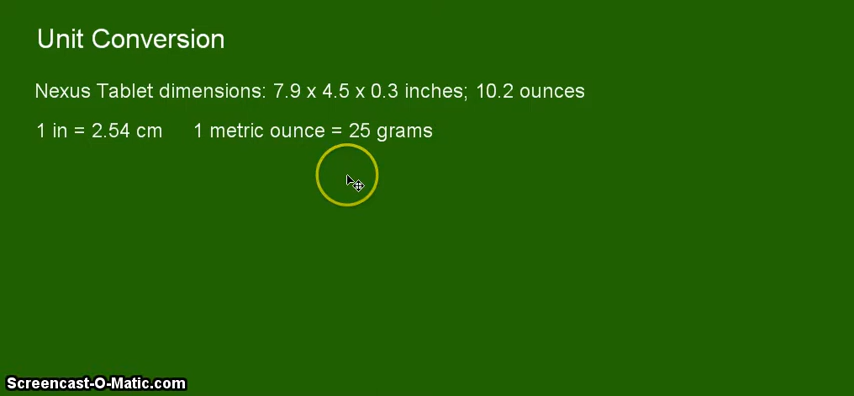 Unit Conversion
Nexus Tablet dimensions: 7.9 x 4.5 x 0.3 inches; 10.2 ounces
1 in = 2.54 cm 1 metric ounce = 25 grams
Screencast-O-Matic.com